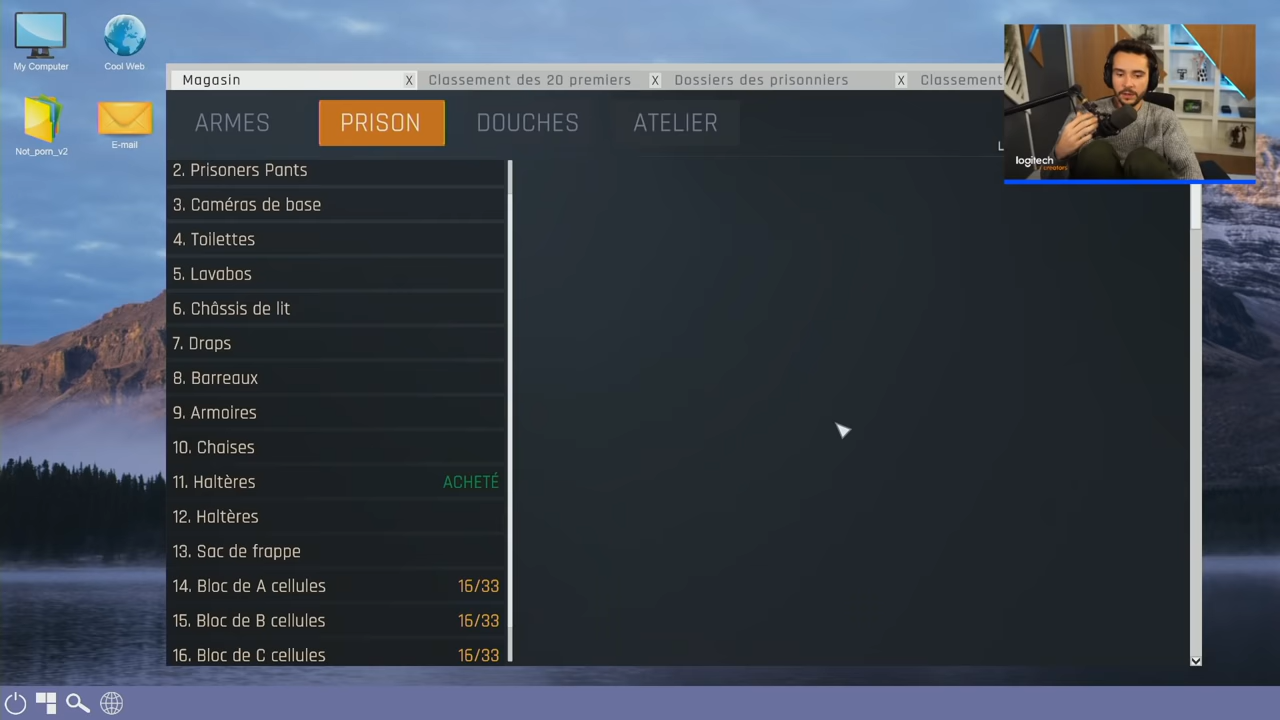 My Computer
Cool Web
Not_porn_v2
E-mail
Magasin X
Classement des 20 premiers X
Dossiers des prisonniers X
Classement
ARMES
PRISON
DOUCHES
ATELIER
L
logitech
creators
2. Prisoners Pants
3. Caméras de base
4. Toilettes
5. Lavabos
6. Châssis de lit
7. Draps
8. Barreaux
9. Armoires
10. Chaises
11. Haltères ACHETÉ
12. Haltères
13. Sac de frappe
14. Bloc de A cellules 16/33
15. Bloc de B cellules 16/33
16. Bloc de C cellules 16/33